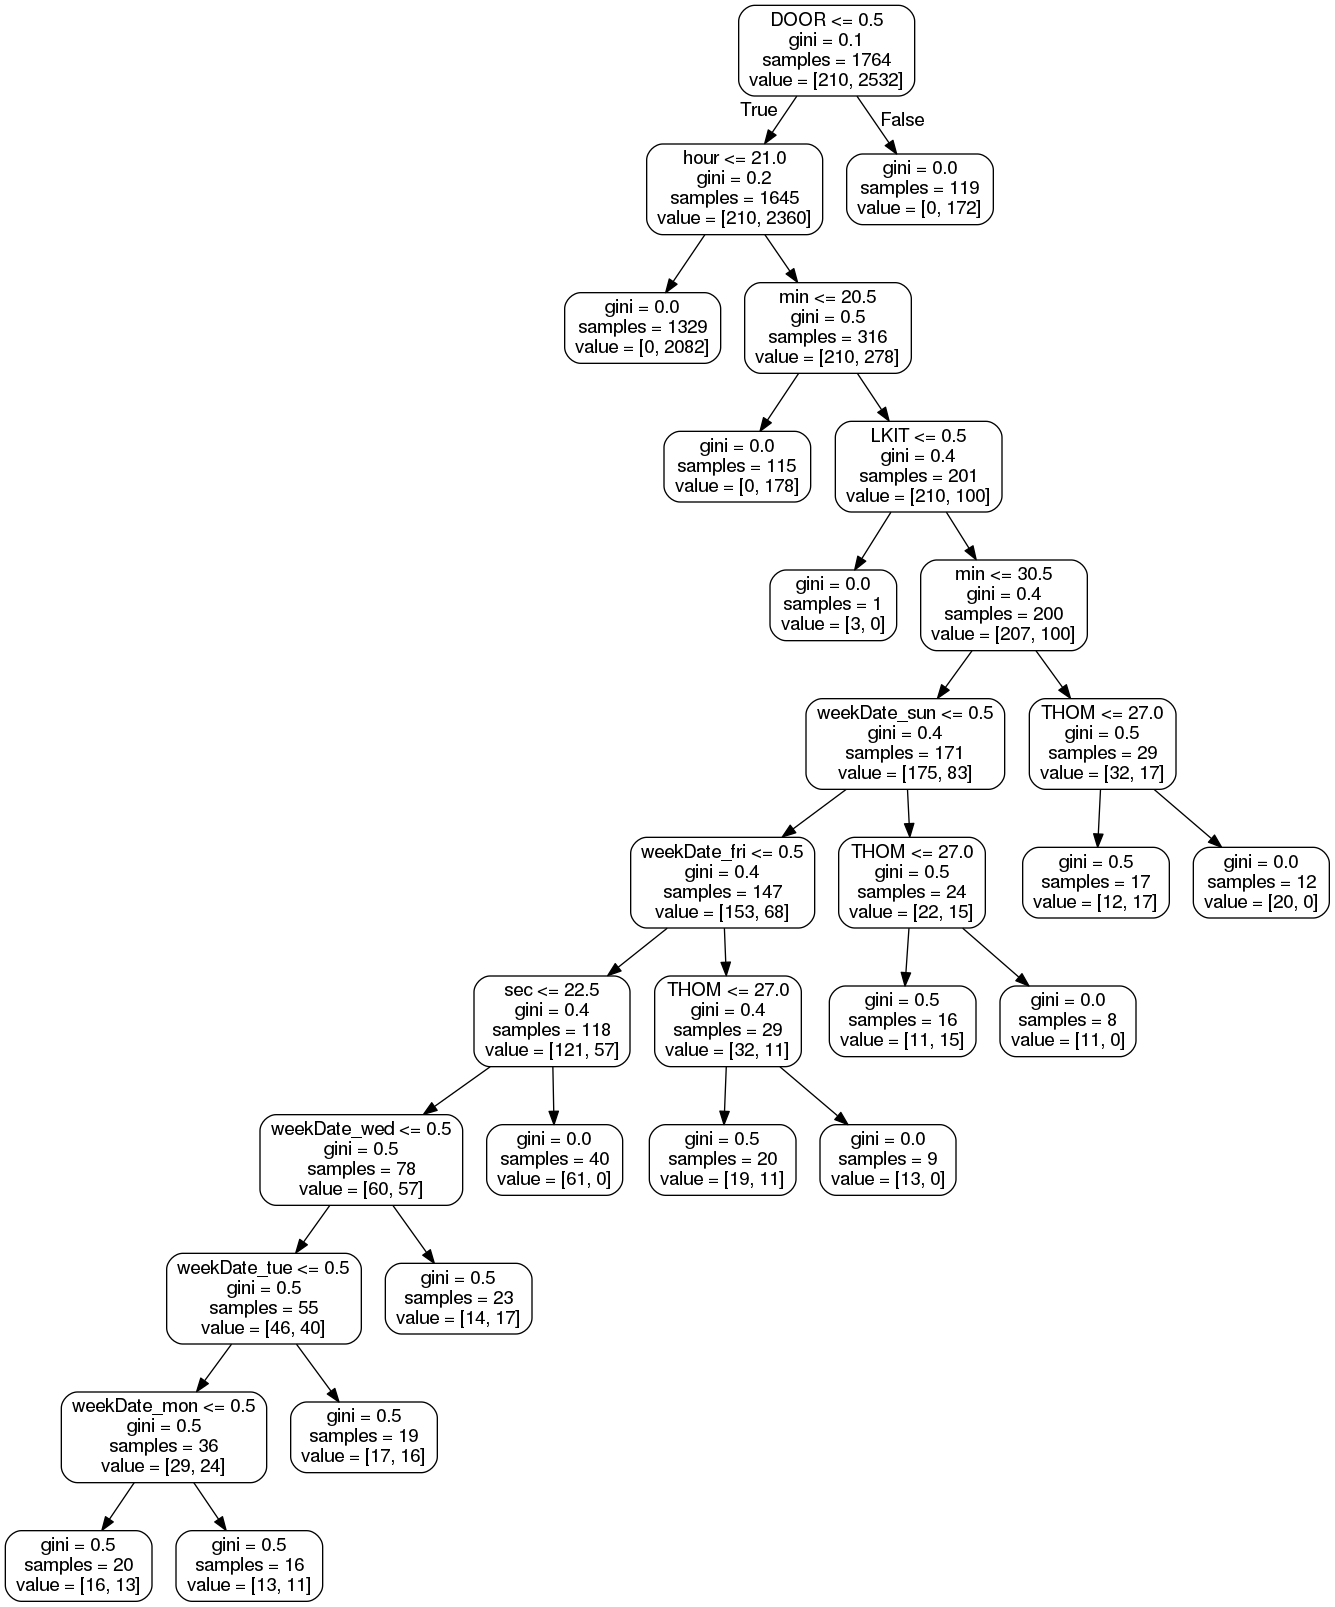 DOOR <= 0.5
gini = 0.1
samples = 1764
value = [210, 2532]
True
False
hour <= 21.0
gini = 0.2
samples = 1645
value = [210, 2360]
gini = 0.0
samples = 119
value = [0, 172]
gini = 0.0
samples = 1329
value = [0, 2082]
min <= 20.5
gini = 0.5
samples = 316
value = [210, 278]
gini = 0.0
samples = 115
value = [0, 178]
LKIT <= 0.5
gini = 0.4
samples = 201
value = [210, 100]
gini = 0.0
samples = 1
value = [3, 0]
min <= 30.5
gini = 0.4
samples = 200
value = [207, 100]
weekDate_sun <= 0.5
gini = 0.4
samples = 171
value = [175, 83]
THOM <= 27.0
gini = 0.5
samples = 29
value = [32, 17]
weekDate_fri <= 0.5
gini = 0.4
samples = 147
value = [153, 68]
THOM <= 27.0
gini = 0.5
samples = 24
value = [22, 15]
gini = 0.5
samples = 17
value = [12, 17]
gini = 0.0
samples = 12
value = [20, 0]
sec <= 22.5
gini = 0.4
samples = 118
value = [121, 57]
THOM <= 27.0
gini = 0.4
samples = 29
value = [32, 11]
gini = 0.5
samples = 16
value = [11, 15]
gini = 0.0
samples = 8
value = [11, 0]
weekDate_wed <= 0.5
gini = 0.5
samples = 78
value = [60, 57]
gini = 0.0
samples = 40
value = [61, 0]
gini = 0.5
samples = 20
value = [19, 11]
gini = 0.0
samples = 9
value = [13, 0]
weekDate_tue <= 0.5
gini = 0.5
samples = 55
value = [46, 40]
gini = 0.5
samples = 23
value = [14, 17]
weekDate_mon <= 0.5
gini = 0.5
samples = 36
value = [29, 24]
gini = 0.5
samples = 19
value = [17, 16]
gini = 0.5
samples = 20
value = [16, 13]
gini = 0.5
samples = 16
value = [13, 11]